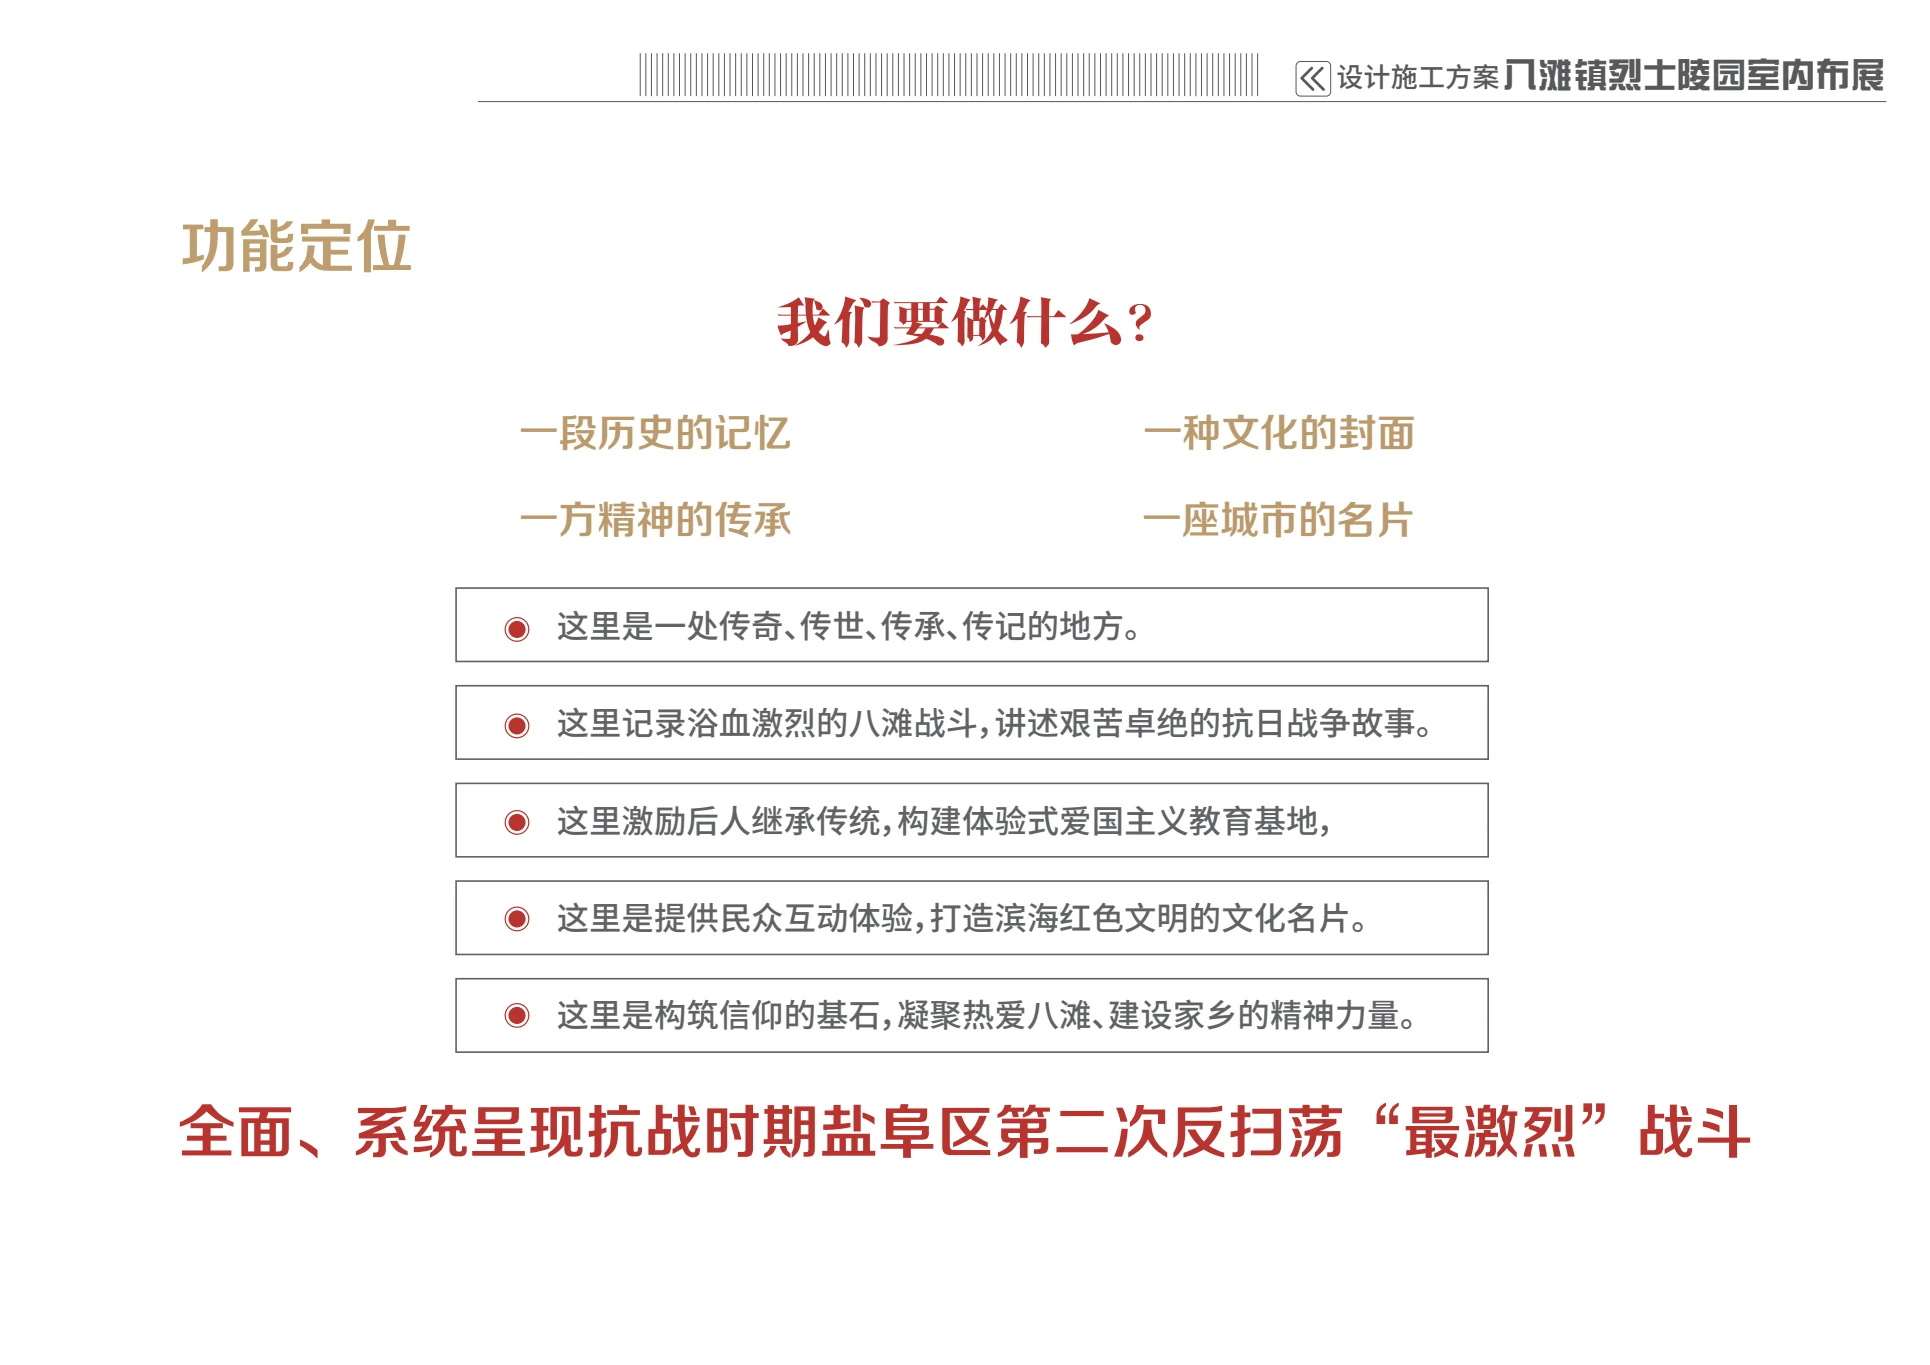 设计施工方案 八滩镇烈士陵园室内布展
功能定位
我们要做什么?
一段历史的记忆
一种文化的封面
一方精神的传承
一座城市的名片
这里是一处传奇、传世、传承、传记的地方。
这里记录浴血激烈的八滩战斗,讲述艰苦卓绝的抗日战争故事。
这里激励后人继承传统,构建体验式爱国主义教育基地,
这里是提供民众互动体验,打造滨海红色文明的文化名片。
这里是构筑信仰的基石,凝聚热爱八滩、建设家乡的精神力量。
全面、系统呈现抗战时期盐阜区第二次反扫荡“最激烈”战斗